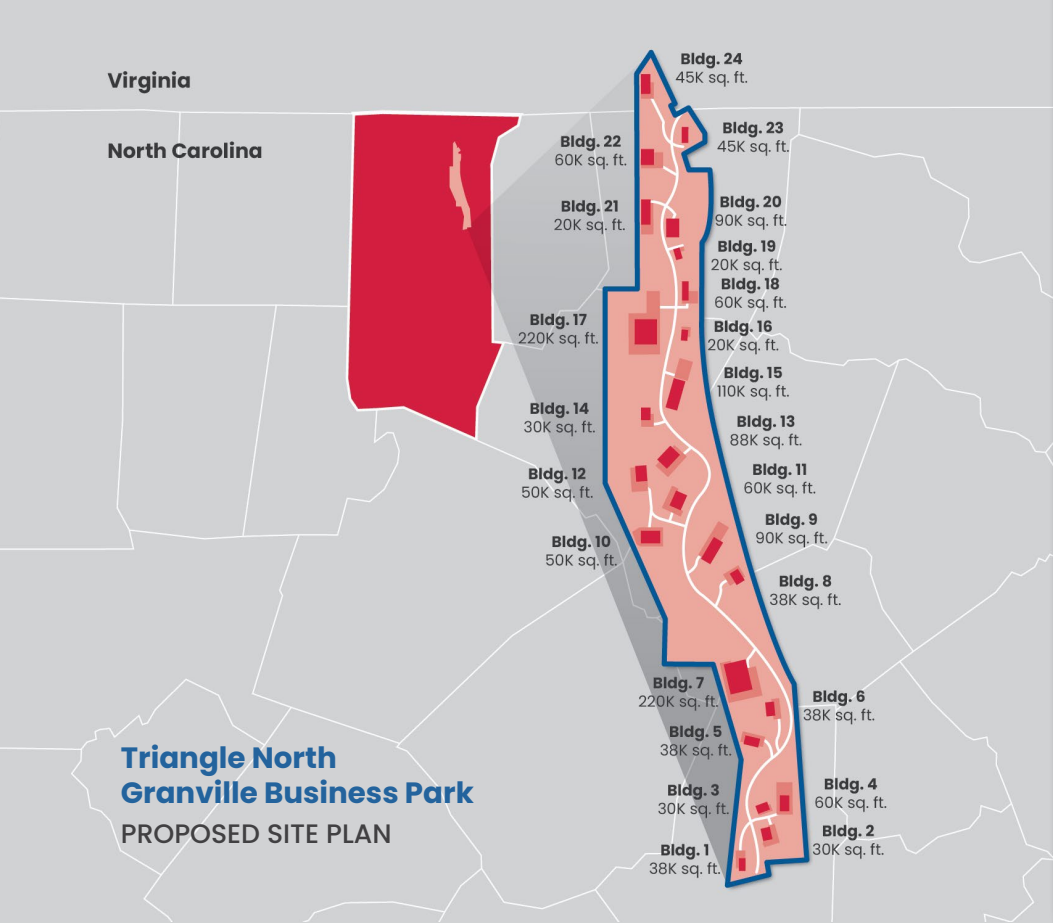 Virginia
North Carolina
Bldg. 24
45K sq. ft.
Bldg. 23
45K sq. ft.
Bldg. 22
60K sq. ft.
Bldg. 21
20K sq. ft.
Bldg. 20
90K sq. ft.
Bldg. 19
20K sq. ft.
Bldg. 18
60K sq. ft.
Bldg. 17
220K sq. ft.
Bldg. 16
20K sq. ft.
Bldg. 15
110K sq. ft.
Bldg. 14
30K sq. ft.
Bldg. 13
88K sq. ft.
Bldg. 12
50K sq. ft.
Bldg. 11
60K sq. ft.
Bldg. 9
90K sq. ft.
Bldg. 10
50K sq. ft.
Bldg. 8
38K sq. ft.
Bldg. 7
220K sq. ft.
Bldg. 6
38K sq. ft.
Bldg. 5
38K sq. ft.
Bldg. 4
60K sq. ft.
Bldg. 3
30K sq. ft.
Bldg. 2
30K sq. ft.
Bldg. 1
38K sq. ft.
Triangle North
Granville Business Park
PROPOSED SITE PLAN